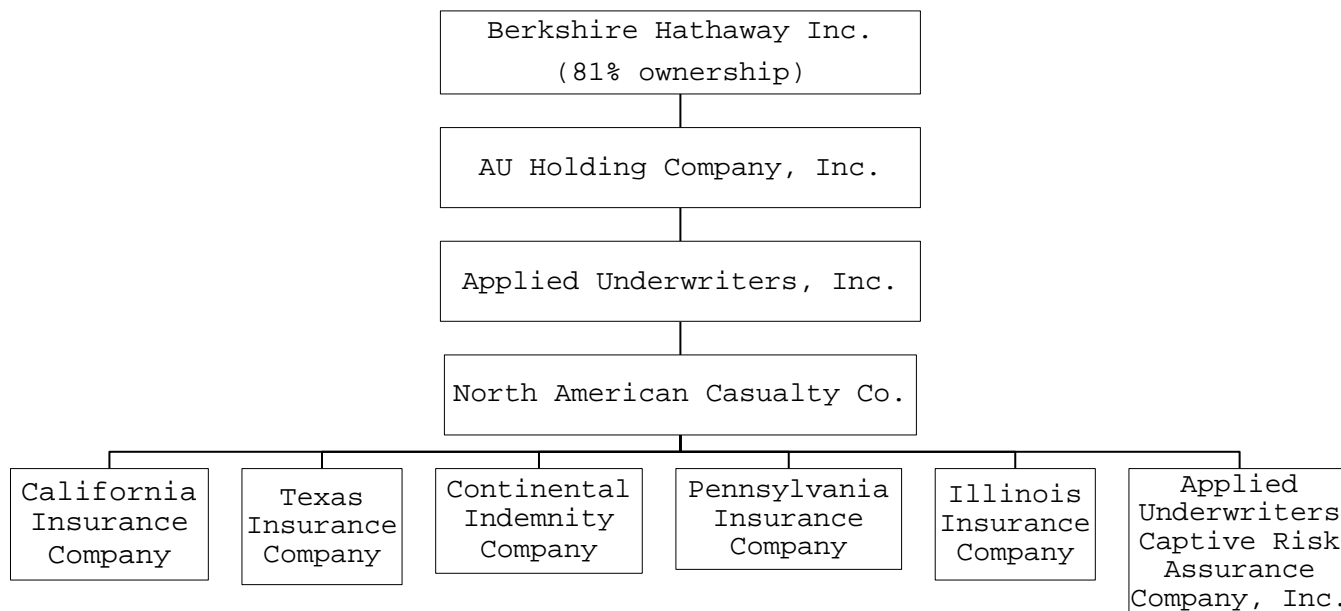 Berkshire Hathaway Inc.
(81% ownership)
AU Holding Company, Inc.
Applied Underwriters, Inc.
North American Casualty Co.
California
Insurance
Company
Texas
Insurance
Company
Continental
Indemnity
Company
Pennsylvania
Insurance
Company
Illinois
Insurance
Company
Applied
Underwriters
Captive Risk
Assurance
Company, Inc.